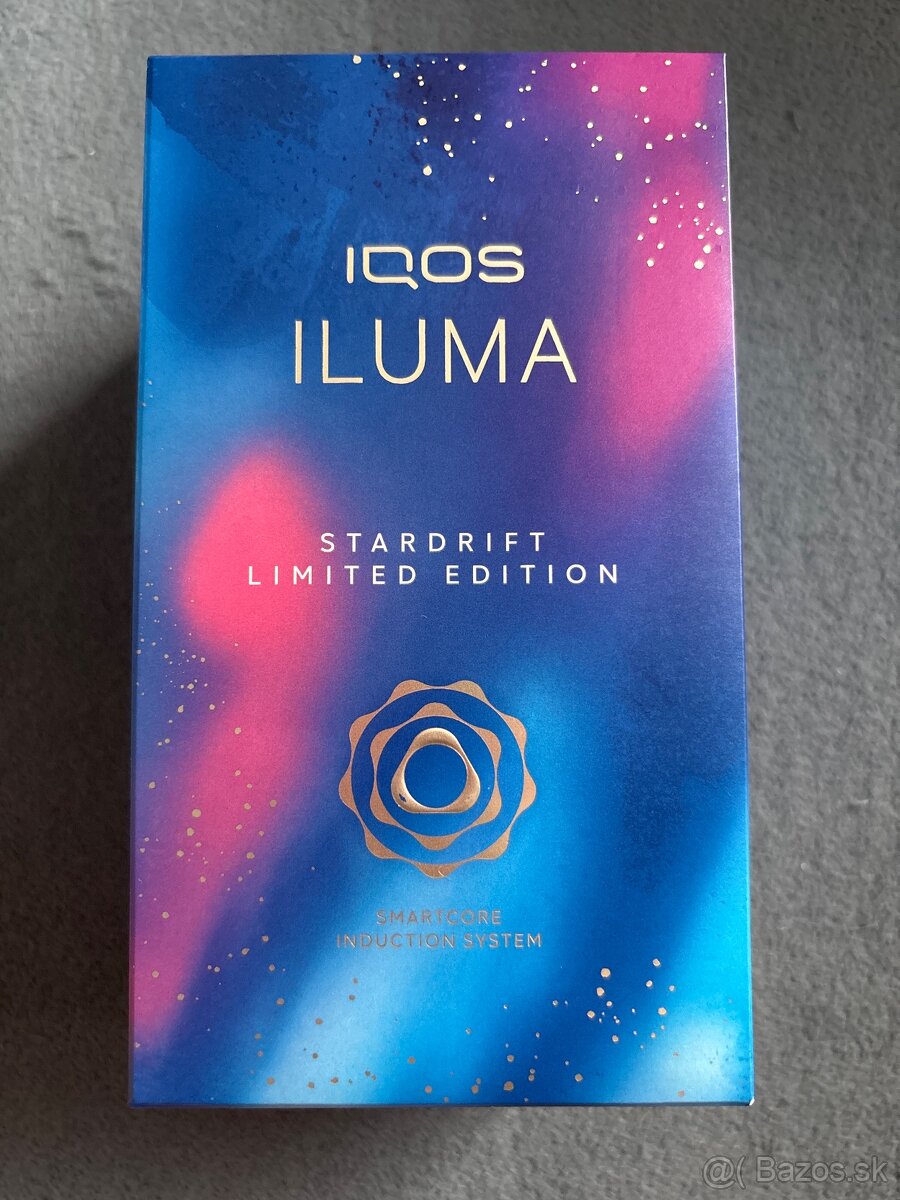 IQOS
ILUMA
STARDRIFT
LIMITED EDITION
SMARTCORE
INDUCTION SYSTEM
@( Bazos.sk